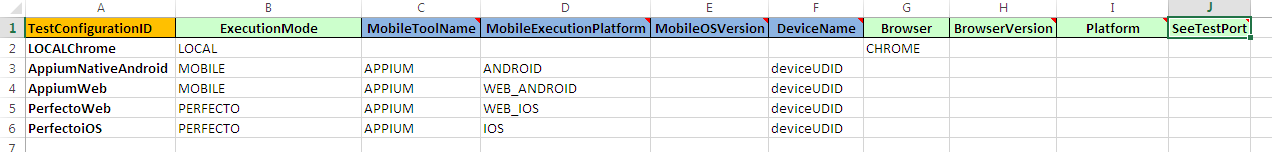 A B C D E F G H I J
1 TestConfigurationID ExecutionMode MobileToolName MobileExecutionPlatform MobileOSVersion DeviceName Browser BrowserVersion Platform SeeTestPort
2 LOCALChrome LOCAL CHROME
3 AppiumNativeAndroid MOBILE APPIUM ANDROID deviceUDID
4 AppiumWeb MOBILE APPIUM WEB_ANDROID deviceUDID
5 PerfectoWeb PERFECTO APPIUM WEB_IOS deviceUDID
6 PerfectoiOS PERFECTO APPIUM IOS deviceUDID
7